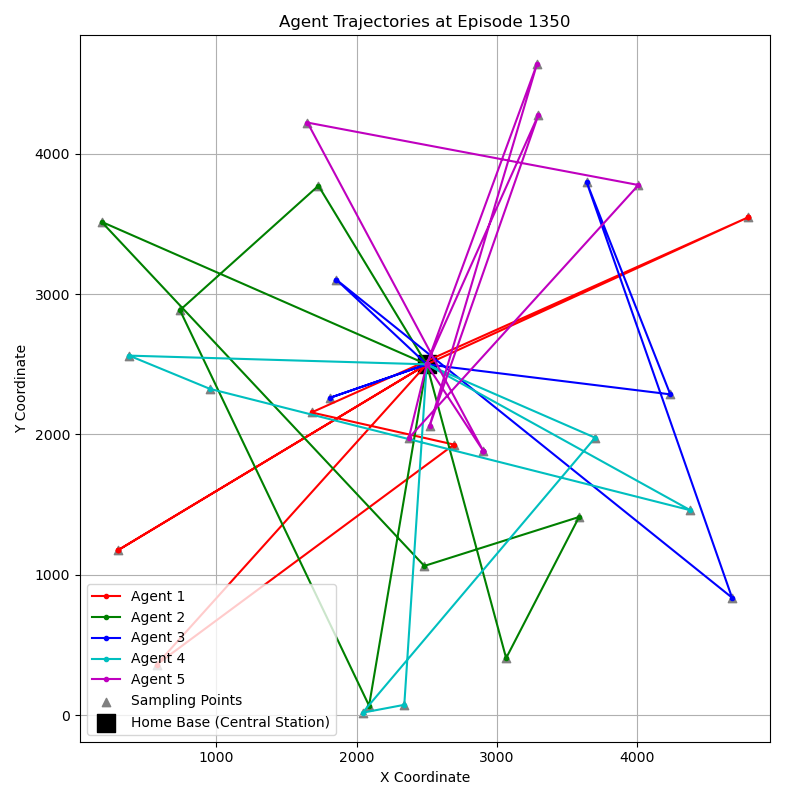 Agent Trajectories at Episode 1350
Y Coordinate
4000
3000
2000
1000
0
Agent 1
Agent 2
Agent 3
Agent 4
Agent 5
Sampling Points
Home Base (Central Station)
1000 2000 3000 4000
X Coordinate